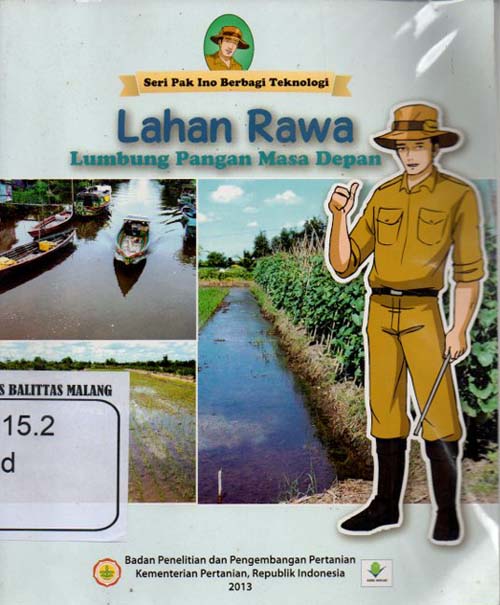 Seri Pak Ino Berbagi Teknologi
Lahan Rawa
Lumbung Pangan Masa Depan
S BALITTAS MALANG
15.2
d
Badan Penelitian dan Pengembangan Pertanian
Kementerian Pertanian, Republik Indonesia
2013